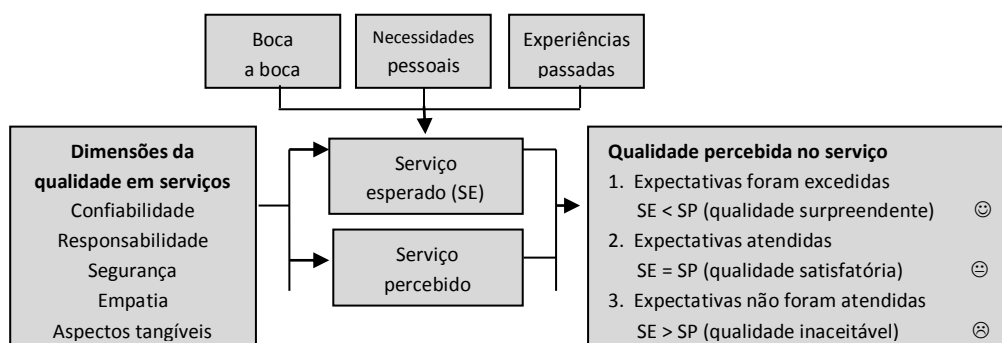 Boca
a boca
Necessidades
pessoais
Experiências
passadas
Dimensões da
qualidade em serviços
Confiabilidade
Responsabilidade
Segurança
Empatia
Aspectos tangíveis
Serviço
esperado (SE)
Serviço
percebido
Qualidade percebida no serviço
1. Expectativas foram excedidas
SE < SP (qualidade surpreendente) ☺
2. Expectativas atendidas
SE = SP (qualidade satisfatória) 😐
3. Expectativas não foram atendidas
SE > SP (qualidade inaceitável) ☹